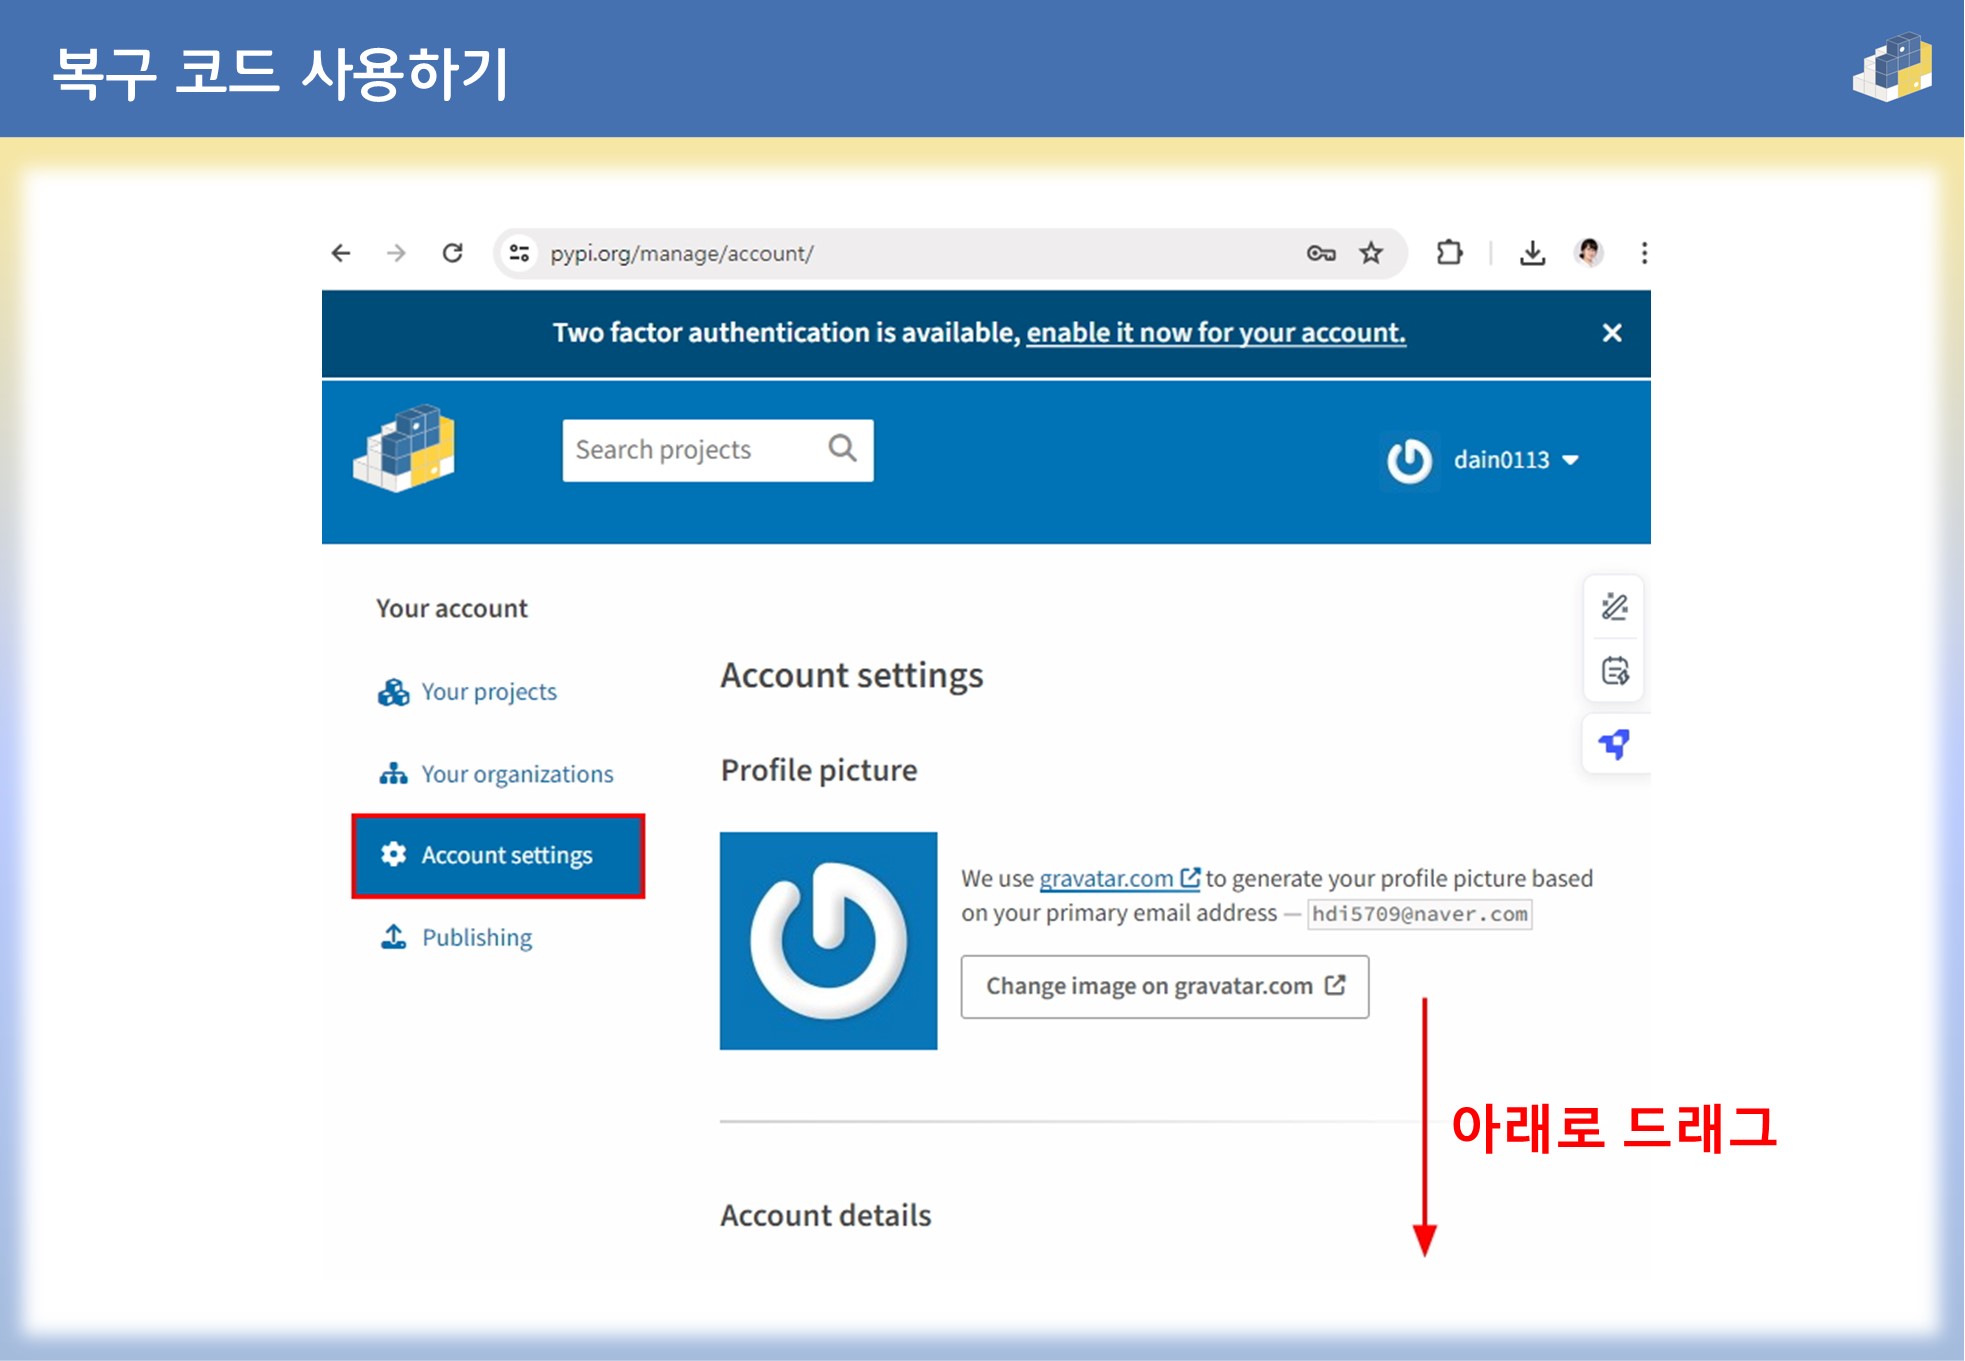 복구 코드 사용하기
pypi.org/manage/account/
Two factor authentication is available, enable it now for your account.
Search projects
dain0113
Your account
Your projects
Your organizations
Account settings
Publishing
Account settings
Profile picture
We use gravatar.com to generate your profile picture based
on your primary email address — hdi5709@naver.com
Change image on gravatar.com
아래로 드래그
Account details